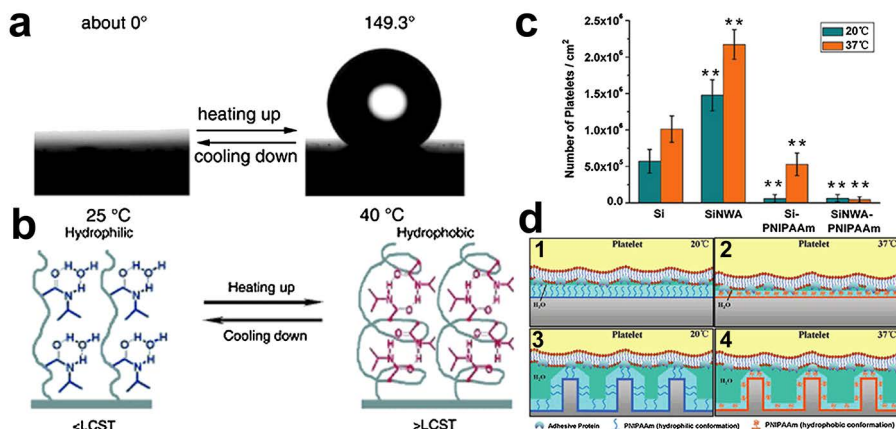 a
about 0°
149.3°
heating up
cooling down
b
25 °C
40 °C
Hydrophilic
Hydrophobic
O H H
N H O H
O H H
N H O H
O H H
N H O H
O H H
N H O H
Heating up
Cooling down
<LCST
>LCST
c
Number of Platelets / cm²
2.5x10⁶
2.0x10⁶
1.5x10⁶
1.0x10⁶
5.0x10⁵
0.0
20℃
37℃
**
**
**
**
** **
Si
SiNWA
Si-
PNIPAAm
SiNWA-
PNIPAAm
d
1
Platelet
20℃
H₂O
2
Platelet
37℃
H₂O
3
Platelet
20℃
H₂O
4
Platelet
37℃
H₂O
Adhesive Protein
PNIPAAm (hydrophilic conformation)
PNIPAAm (hydrophobic conformation)